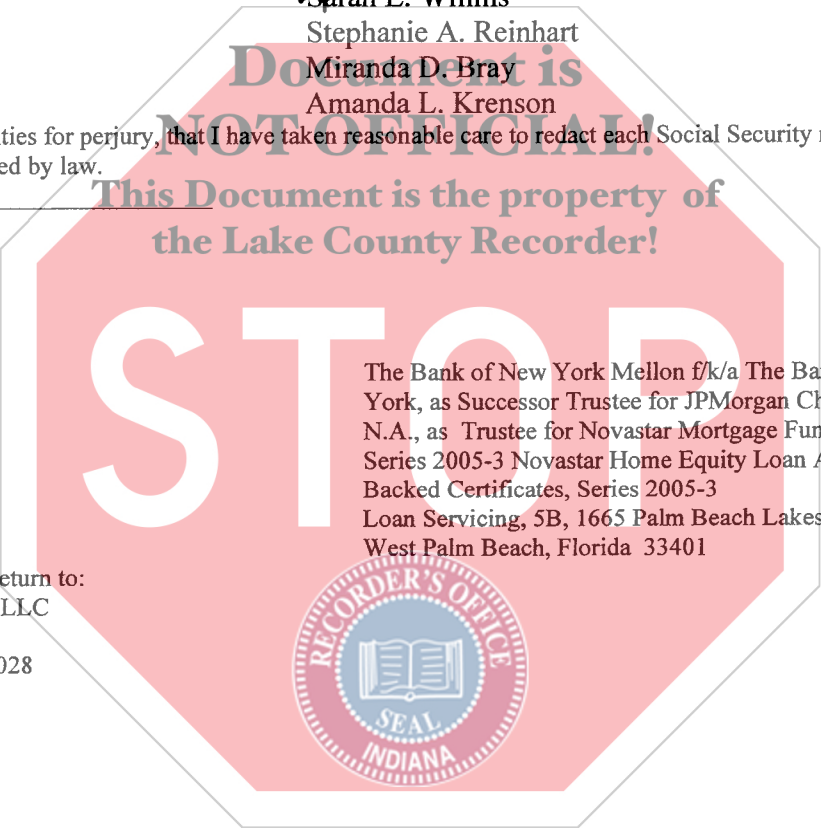 Stephanie A. Reinhart
Document is
Miranda D. Bray
Amanda L. Krenson
ties for perjury, that I have taken reasonable care to redact each Social Security
NOT OFFICIAL!
ed by law.
This Document is the property of
the Lake County Recorder!
STOP
The Bank of New York Mellon f/k/a The Ba
York, as Successor Trustee for JPMorgan Ch
N.A., as Trustee for Novastar Mortgage Fun
Series 2005-3 Novastar Home Equity Loan A
Backed Certificates, Series 2005-3
Loan Servicing, 5B, 1665 Palm Beach Lakes
West Palm Beach, Florida 33401
eturn to:
LLC
028
RECORDER'S OFFICE
SEAL
INDIANA